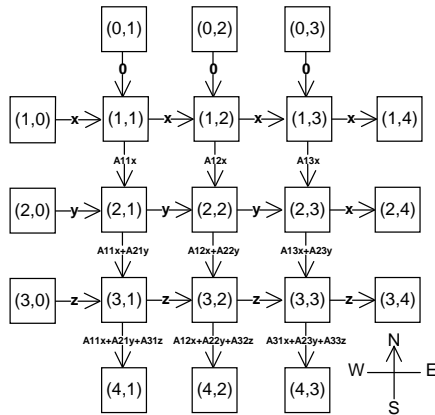 (0,1) (0,2) (0,3)
0 0 0
(1,0) x (1,1) x (1,2) x (1,3) x (1,4)
A11x A12x A13x
(2,0) y (2,1) y (2,2) y (2,3) x (2,4)
A11x+A21y A12x+A22y A13x+A23y
(3,0) z (3,1) z (3,2) z (3,3) z (3,4)
A11x+A21y+A31z A12x+A22y+A32z A31x+A23y+A33z
(4,1) (4,2) (4,3)
N
W E
S